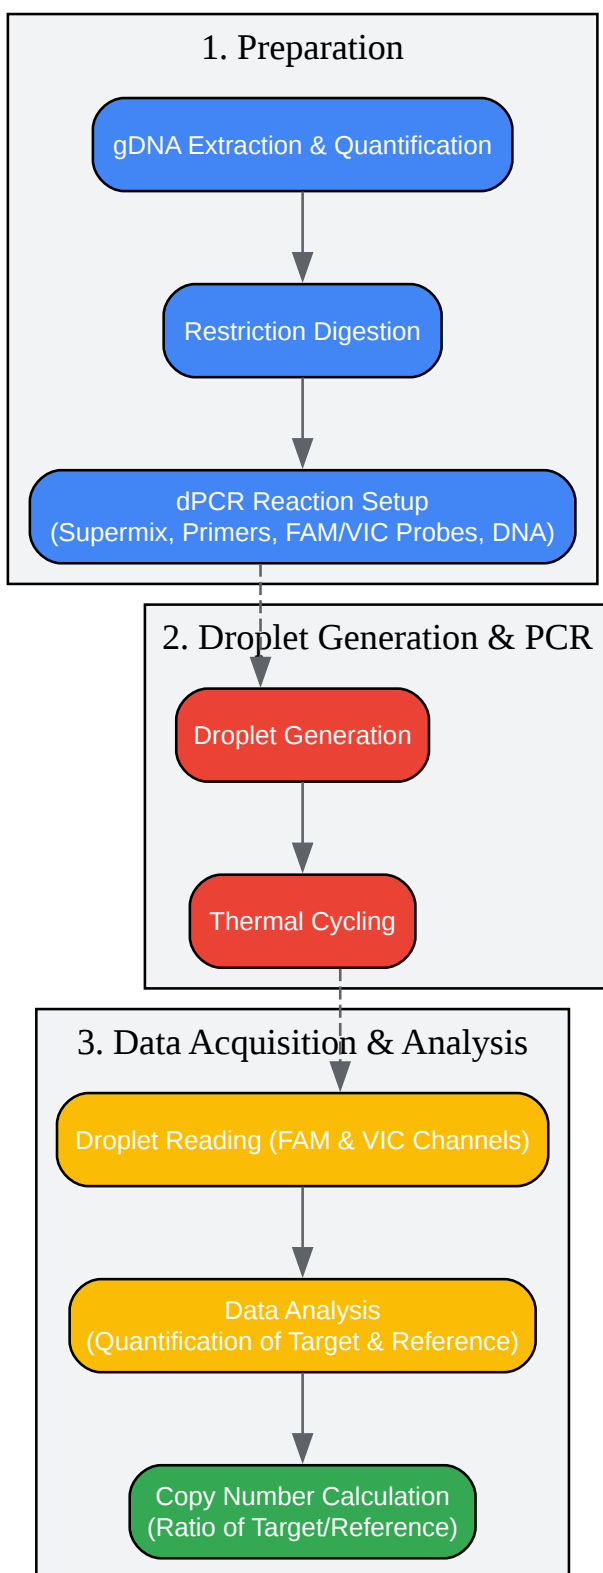 1. Preparation
gDNA Extraction & Quantification
Restriction Digestion
dPCR Reaction Setup
(Supermix, Primers, FAM/VIC Probes, DNA)
2. Droplet Generation & PCR
Droplet Generation
Thermal Cycling
3. Data Acquisition & Analysis
Droplet Reading (FAM & VIC Channels)
Data Analysis
(Quantification of Target & Reference)
Copy Number Calculation
(Ratio of Target/Reference)